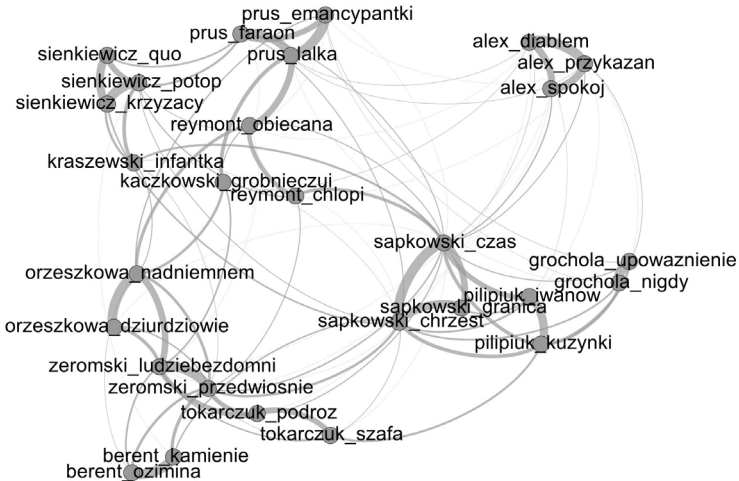 prus_emancypantki
prus_faraon
alex_diablem
sienkiewicz_quo
prus_lalka
alex_przykazan
sienkiewicz_potop
alex_spokoj
sienkiewicz_krzyzacy
reymont_obiecana
kraszewski_infantka
kaczkowski_grobnieczui
reymont_chlopi
sapkowski_czas
grochola_upowaznienie
orzeszkowa_nadniemnem
grochola_nigdy
pilipiuk_iwanow
sapkowski_granica
sapkowski_chrzest
orzeszkowa_dziurdziowie
pilipiuk_kuzynki
zeromski_ludziebezdomni
zeromski_przedwiosnie
tokarczuk_podroz
tokarczuk_szafa
berent_kamienie
berent_ozimina